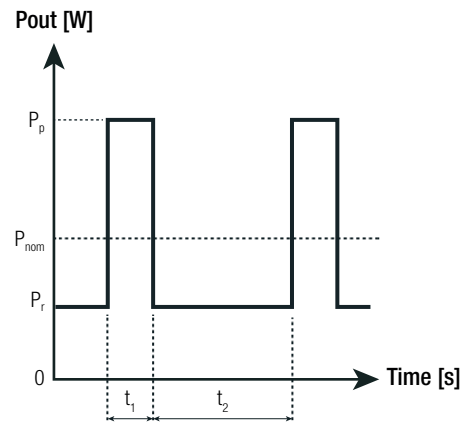 Pout [W]
Pₚ
Pₙₒₘ
Pᵣ
0
Time [s]
t₁
t₂